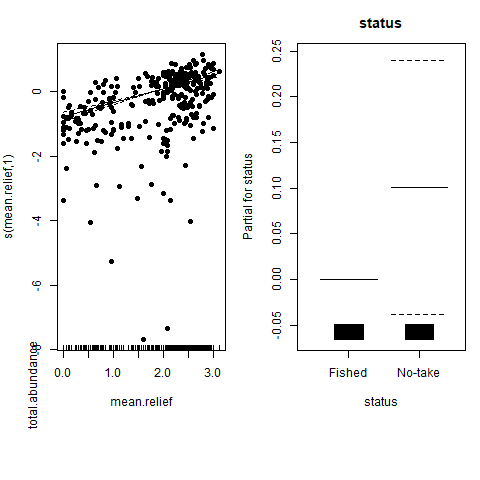 s(mean.relief,1)
0
-2
-4
-6
-8
0.0 1.0 2.0 3.0
mean.relief
total.abundance
status
Partial for status
0.25
0.20
0.15
0.10
0.05
0.00
-0.05
Fished No-take
status